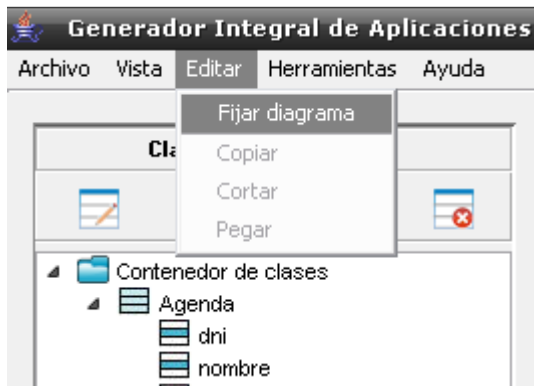 Generador Integral de Aplicaciones
Archivo Vista Editar Herramientas Ayuda
Fijar diagrama
Copiar
Cortar
Pegar
Contenedor de clases
Agenda
dni
nombre